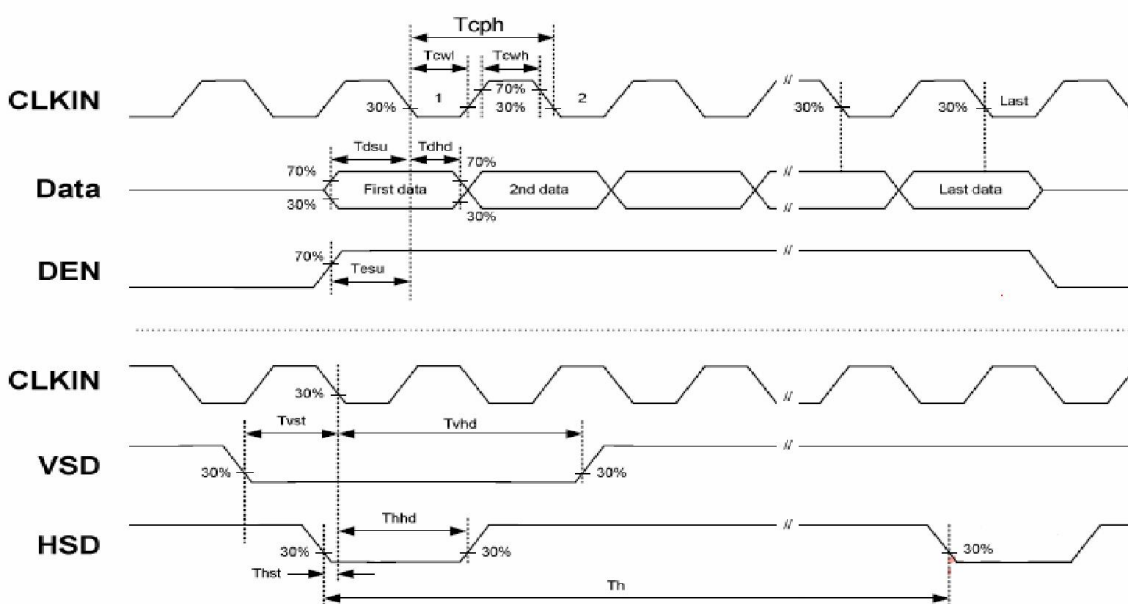 Tcph
Tcwl Tcwh
CLKIN 30% 1 70% 30% 2 // 30% 30% Last
Tdsu Tdhd
Data 70% 30% First data 70% 30% 2nd data // // Last data
DEN 70% Tesu //
CLKIN 30% //
Tvst Tvhd
VSD 30% 30% //
Thhd
HSD 30% 30% // 30%
Thst
Th